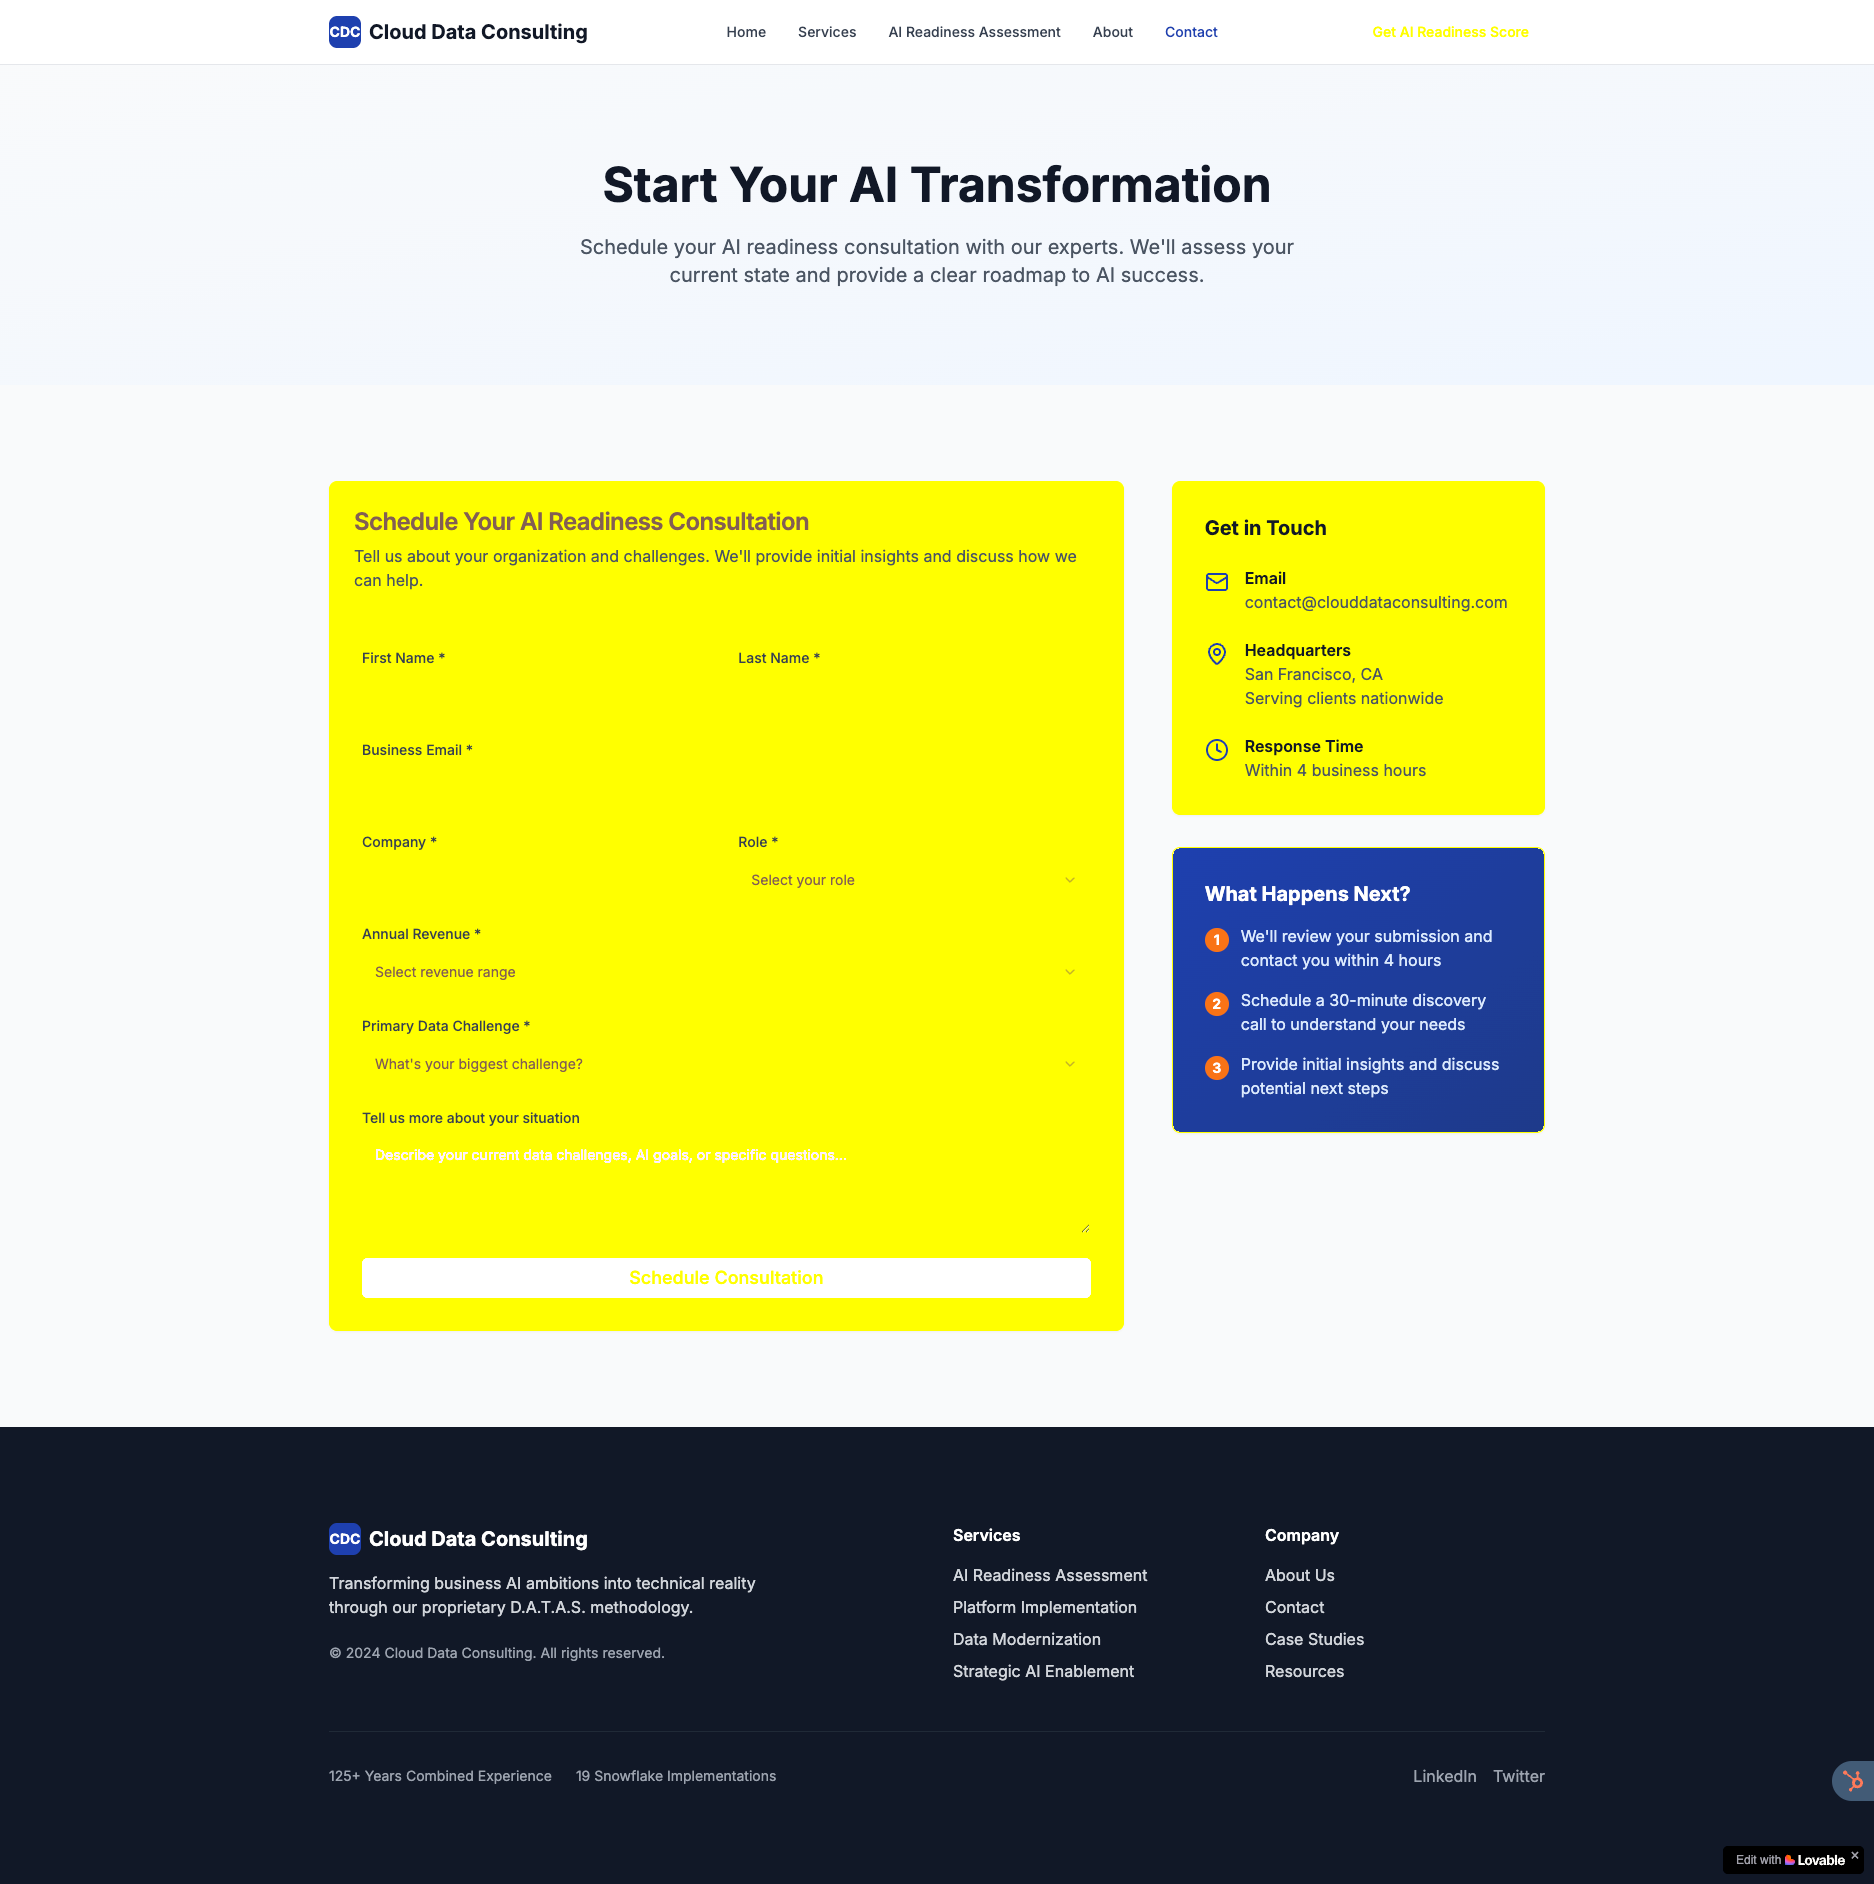 CDC Cloud Data Consulting
Home Services AI Readiness Assessment About Contact
Get AI Readiness Score
Start Your AI Transformation
Schedule your AI readiness consultation with our experts. We'll assess your
current state and provide a clear roadmap to AI success.
Schedule Your AI Readiness Consultation
Tell us about your organization and challenges. We'll provide initial insights and discuss how we
can help.
First Name *
Last Name *
Business Email *
Company *
Role *
Select your role
Annual Revenue *
Select revenue range
Primary Data Challenge *
What's your biggest challenge?
Tell us more about your situation
Describe your current data challenges, AI goals, or specific questions...
Schedule Consultation
Get in Touch
Email
contact@clouddataconsulting.com
Headquarters
San Francisco, CA
Serving clients nationwide
Response Time
Within 4 business hours
What Happens Next?
1 We'll review your submission and
contact you within 4 hours
2 Schedule a 30-minute discovery
call to understand your needs
3 Provide initial insights and discuss
potential next steps
CDC Cloud Data Consulting
Transforming business AI ambitions into technical reality
through our proprietary D.A.T.A.S. methodology.
© 2024 Cloud Data Consulting. All rights reserved.
Services
AI Readiness Assessment
Platform Implementation
Data Modernization
Strategic AI Enablement
Company
About Us
Contact
Case Studies
Resources
125+ Years Combined Experience 19 Snowflake Implementations
LinkedIn Twitter
Edit with Lovable ×